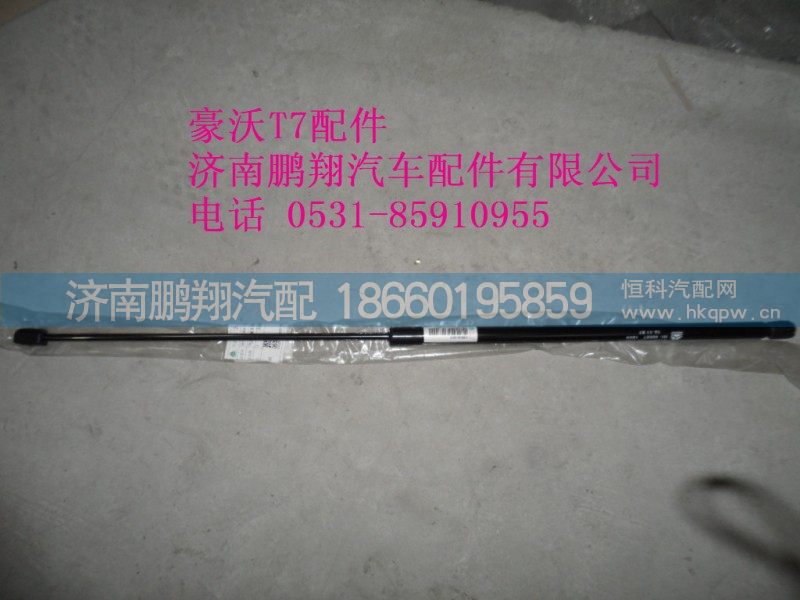 豪沃T7配件
济南鹏翔汽车配件有限公司
电话 0531-85910955
济南鹏翔汽配 18660195859
恒科汽配网
www.hkqpw.cn